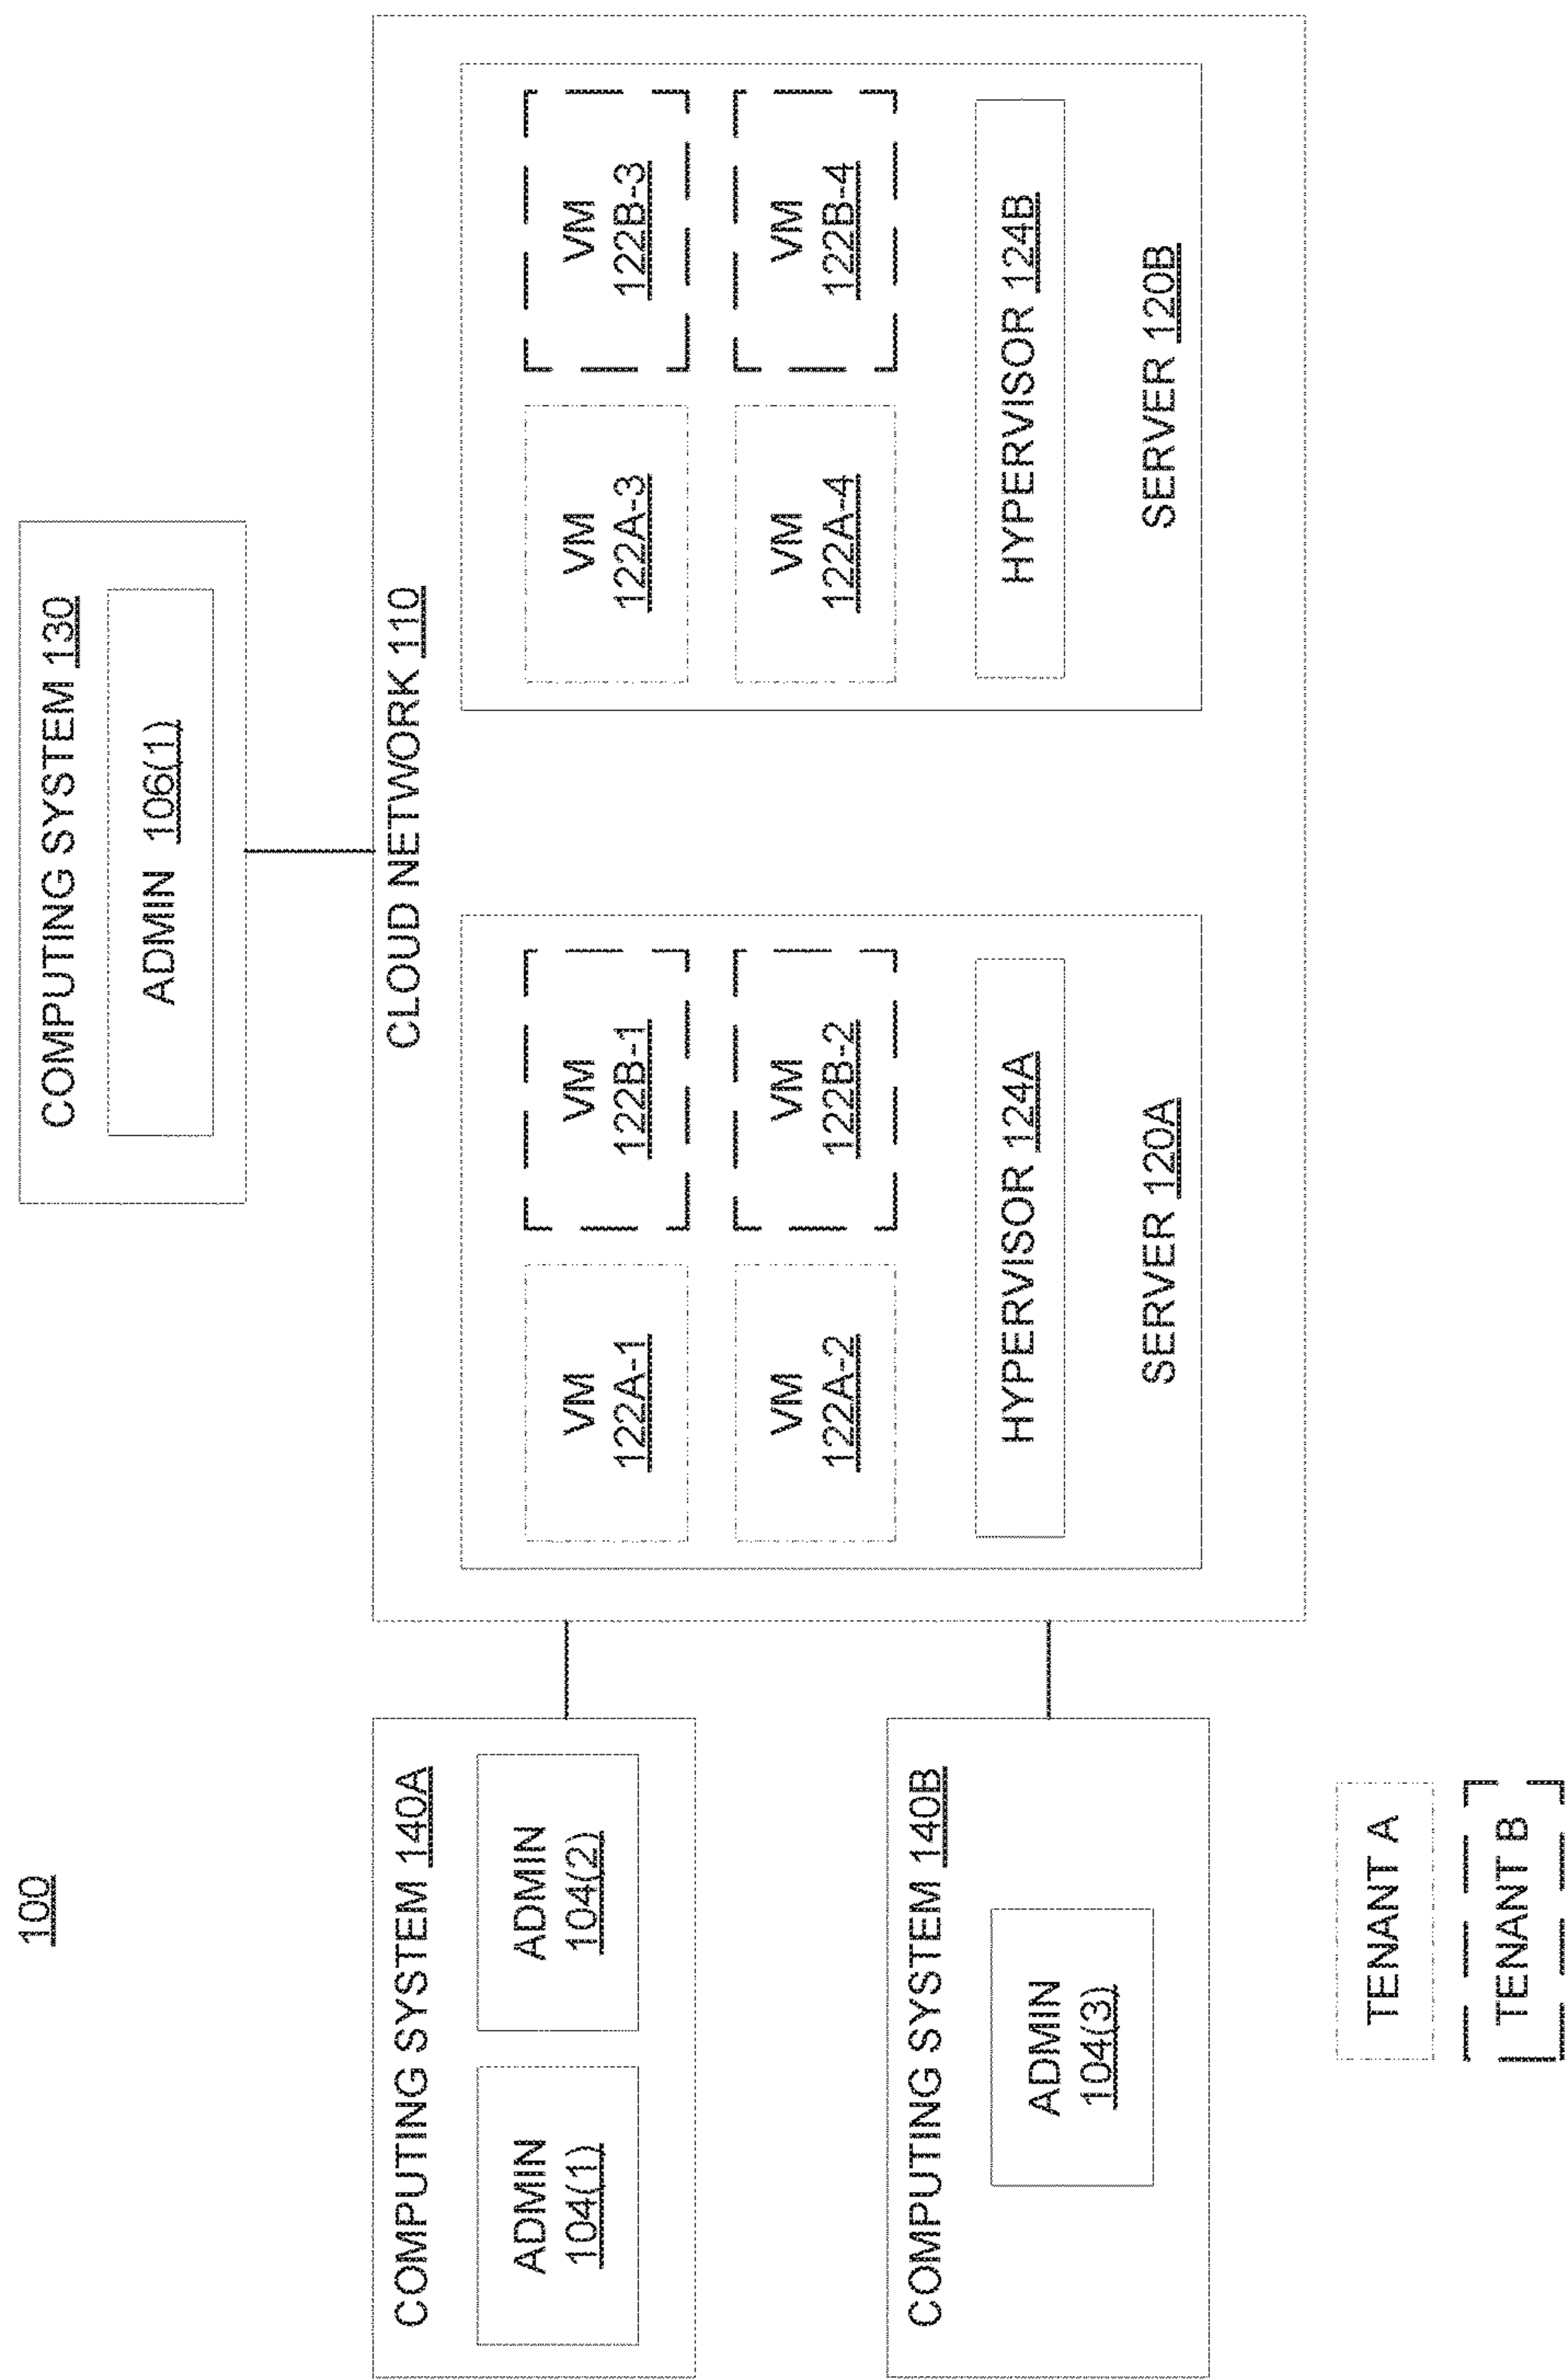 100
COMPUTING SYSTEM 130
ADMIN 106(1)
CLOUD NETWORK 110
COMPUTING SYSTEM 140A
ADMIN
104(1)
ADMIN
104(2)
COMPUTING SYSTEM 140B
ADMIN
104(3)
VM
122A-1
VM
122B-1
VM
122A-2
VM
122B-2
HYPERVISOR 124A
SERVER 120A
VM
122A-3
VM
122B-3
VM
122A-4
VM
122B-4
HYPERVISOR 124B
SERVER 120B
TENANT A
TENANT B